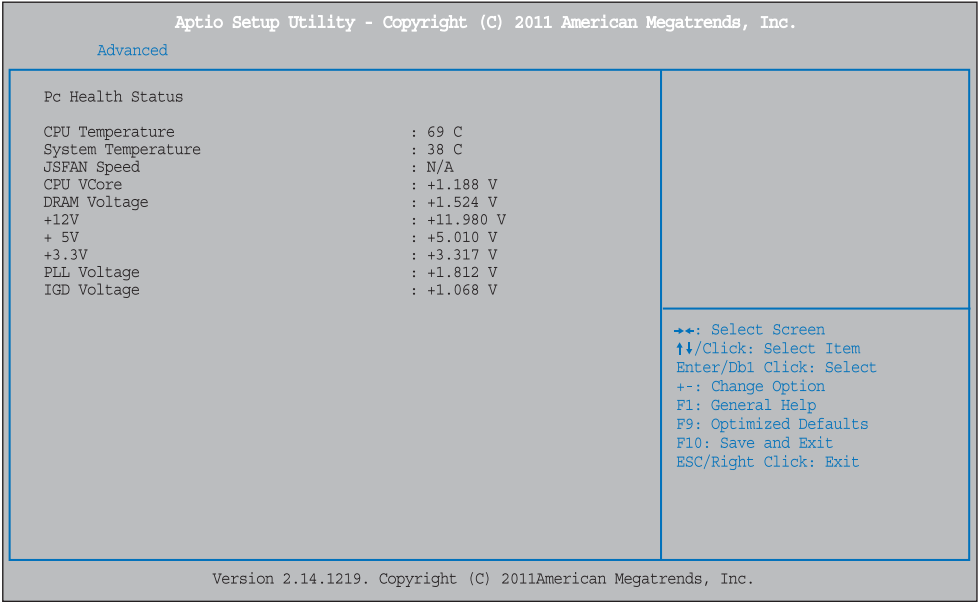 Aptio Setup Utility - Copyright (C) 2011 American Megatrends, Inc.
Advanced
Pc Health Status
CPU Temperature : 69 C
System Temperature : 38 C
JSFAN Speed : N/A
CPU VCore : +1.188 V
DRAM Voltage : +1.524 V
+12V : +11.980 V
+ 5V : +5.010 V
+3.3V : +3.317 V
PLL Voltage : +1.812 V
IGD Voltage : +1.068 V
→←: Select Screen
↑↓/Click: Select Item
Enter/Db1 Click: Select
+-: Change Option
F1: General Help
F9: Optimized Defaults
F10: Save and Exit
ESC/Right Click: Exit
Version 2.14.1219. Copyright (C) 2011American Megatrends, Inc.